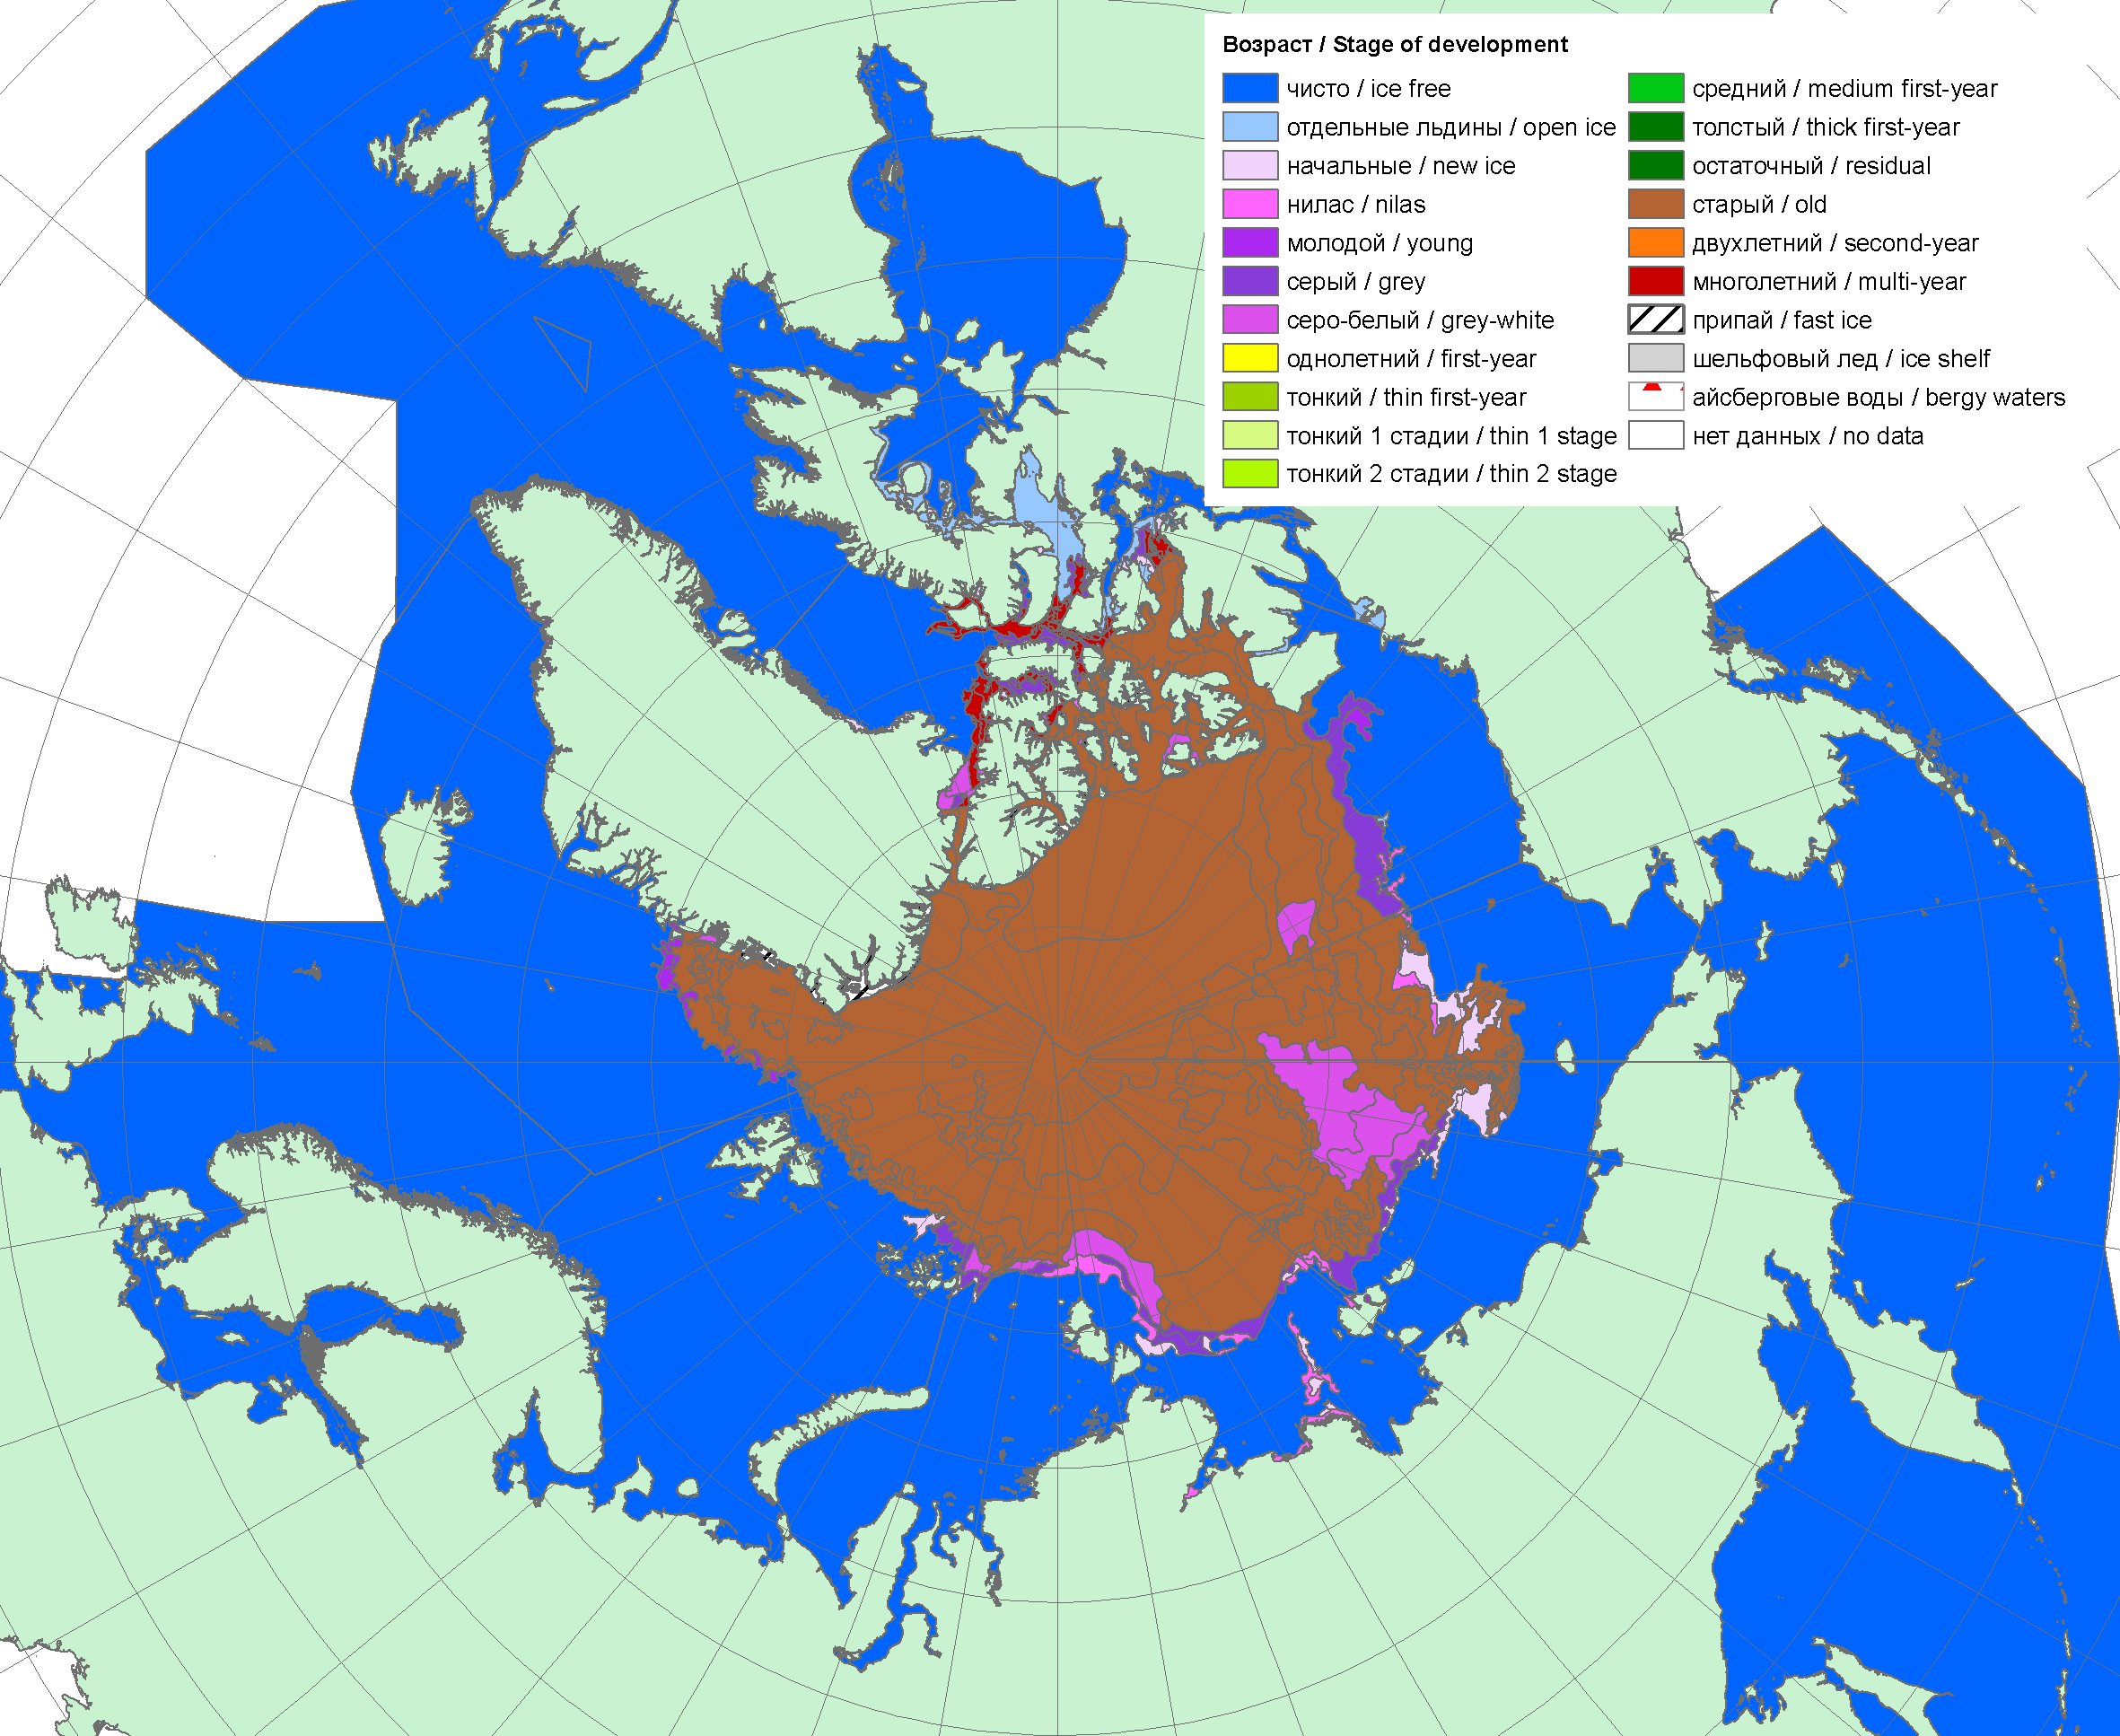 Возраст / Stage of development
чисто / ice free
отдельные льдины / open ice
начальные / new ice
нилас / nilas
молодой / young
серый / grey
серо-белый / grey-white
однолетний / first-year
тонкий / thin first-year
тонкий 1 стадии / thin 1 stage
тонкий 2 стадии / thin 2 stage
средний / medium first-year
толстый / thick first-year
остаточный / residual
старый / old
двухлетний / second-year
многолетний / multi-year
припай / fast ice
шельфовый лед / ice shelf
айсберговые воды / bergy waters
нет данных / no data